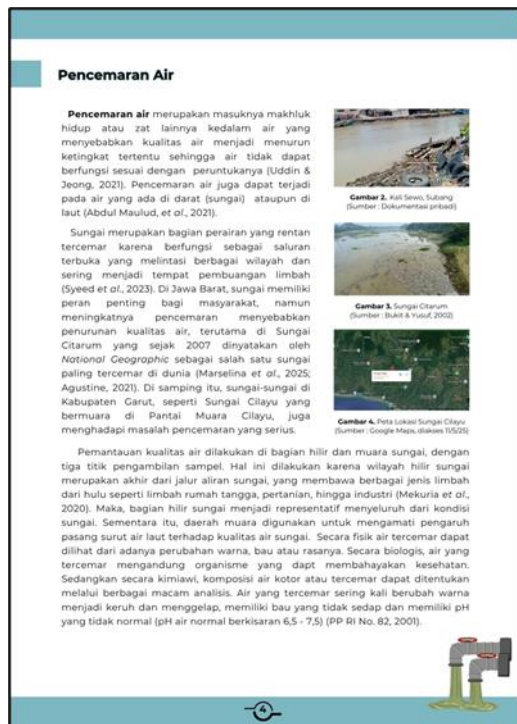 Pencemaran Air
Pencemaran air merupakan masuknya makhluk
hidup atau zat lainnya kedalam air yang
menyebabkan kualitas air menjadi menurun
ketingkat tertentu sehingga air tidak dapat
berfungsi sesuai dengan peruntukanya (Uddin &
Jeong, 2021). Pencemaran air juga dapat terjadi
pada air yang ada di darat (sungai) ataupun di
laut (Abdul Maulud, et al., 2021).
Gambar 2. Kali Sewo, Subang
(Sumber : Dokumentasi pribadi)
Sungai merupakan bagian perairan yang rentan
tercemar karena berfungsi sebagai saluran
terbuka yang melintasi berbagai wilayah dan
sering menjadi tempat pembuangan limbah
(Syeed et al., 2023). Di Jawa Barat, sungai memiliki
peran penting bagi masyarakat, namun
meningkatnya pencemaran menyebabkan
penurunan kualitas air, terutama di Sungai
Citarum yang sejak 2007 dinyatakan oleh
National Geographic sebagai salah satu sungai
paling tercemar di dunia (Marselina et al., 2025;
Agustine, 2021). Di samping itu, sungai-sungai di
Kabupaten Garut, seperti Sungai Cilayu yang
bermuara di Pantai Muara Cilayu, juga
menghadapi masalah pencemaran yang serius.
Gambar 3. Sungai Citarum
(Sumber : Bukit & Yusuf, 2002)
Gambar 4. Peta Lokasi Sungai Cilayu
(Sumber : Google Maps, diakses 11/5/25)
Pemantauan kualitas air dilakukan di bagian hilir dan muara sungai, dengan
tiga titik pengambilan sampel. Hal ini dilakukan karena wilayah hilir sungai
merupakan akhir dari jalur aliran sungai, yang membawa berbagai jenis limbah
dari hulu seperti limbah rumah tangga, pertanian, hingga industri (Mekuria et al.,
2020). Maka, bagian hilir sungai menjadi representatif menyeluruh dari kondisi
sungai. Sementara itu, daerah muara digunakan untuk mengamati pengaruh
pasang surut air laut terhadap kualitas air sungai. Secara fisik air tercemar dapat
dilihat dari adanya perubahan warna, bau atau rasanya. Secara biologis, air yang
tercemar mengandung organisme yang dapt membahayakan kesehatan.
Sedangkan secara kimiawi, komposisi air kotor atau tercemar dapat ditentukan
melalui berbagai macam analisis. Air yang tercemar sering kali berubah warna
menjadi keruh dan menggelap, memiliki bau yang tidak sedap dan memiliki pH
yang tidak normal (pH air normal berkisaran 6,5 - 7,5) (PP RI No. 82, 2001).
4